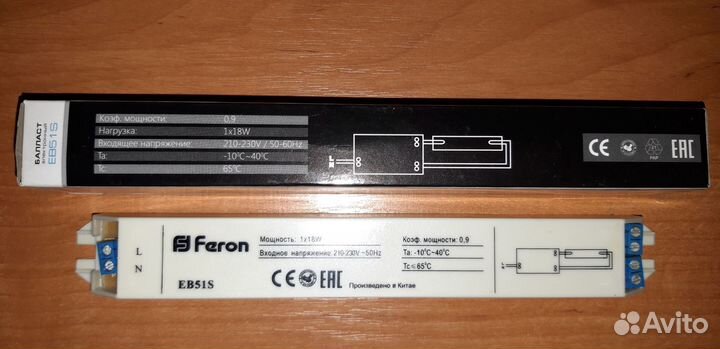 БАЛЛАСТ
электронный
EB51S
Коэф. мощности: 0,9
Нагрузка: 1x18W
Входящее напряжение: 210-230V / 50-60Hz
Ta: -10°C~40°C
Tc: 65°C
CE
PAP
EAC
L
N
Feron
EB51S
Мощность: 1x18W
Входное напряжение: 210-230V ~50Hz
CE EAC
Коэф. мощности: 0,9
Ta: -10°C~40°C
Tc ≤ 65°C
Произведено в Китае
Avito